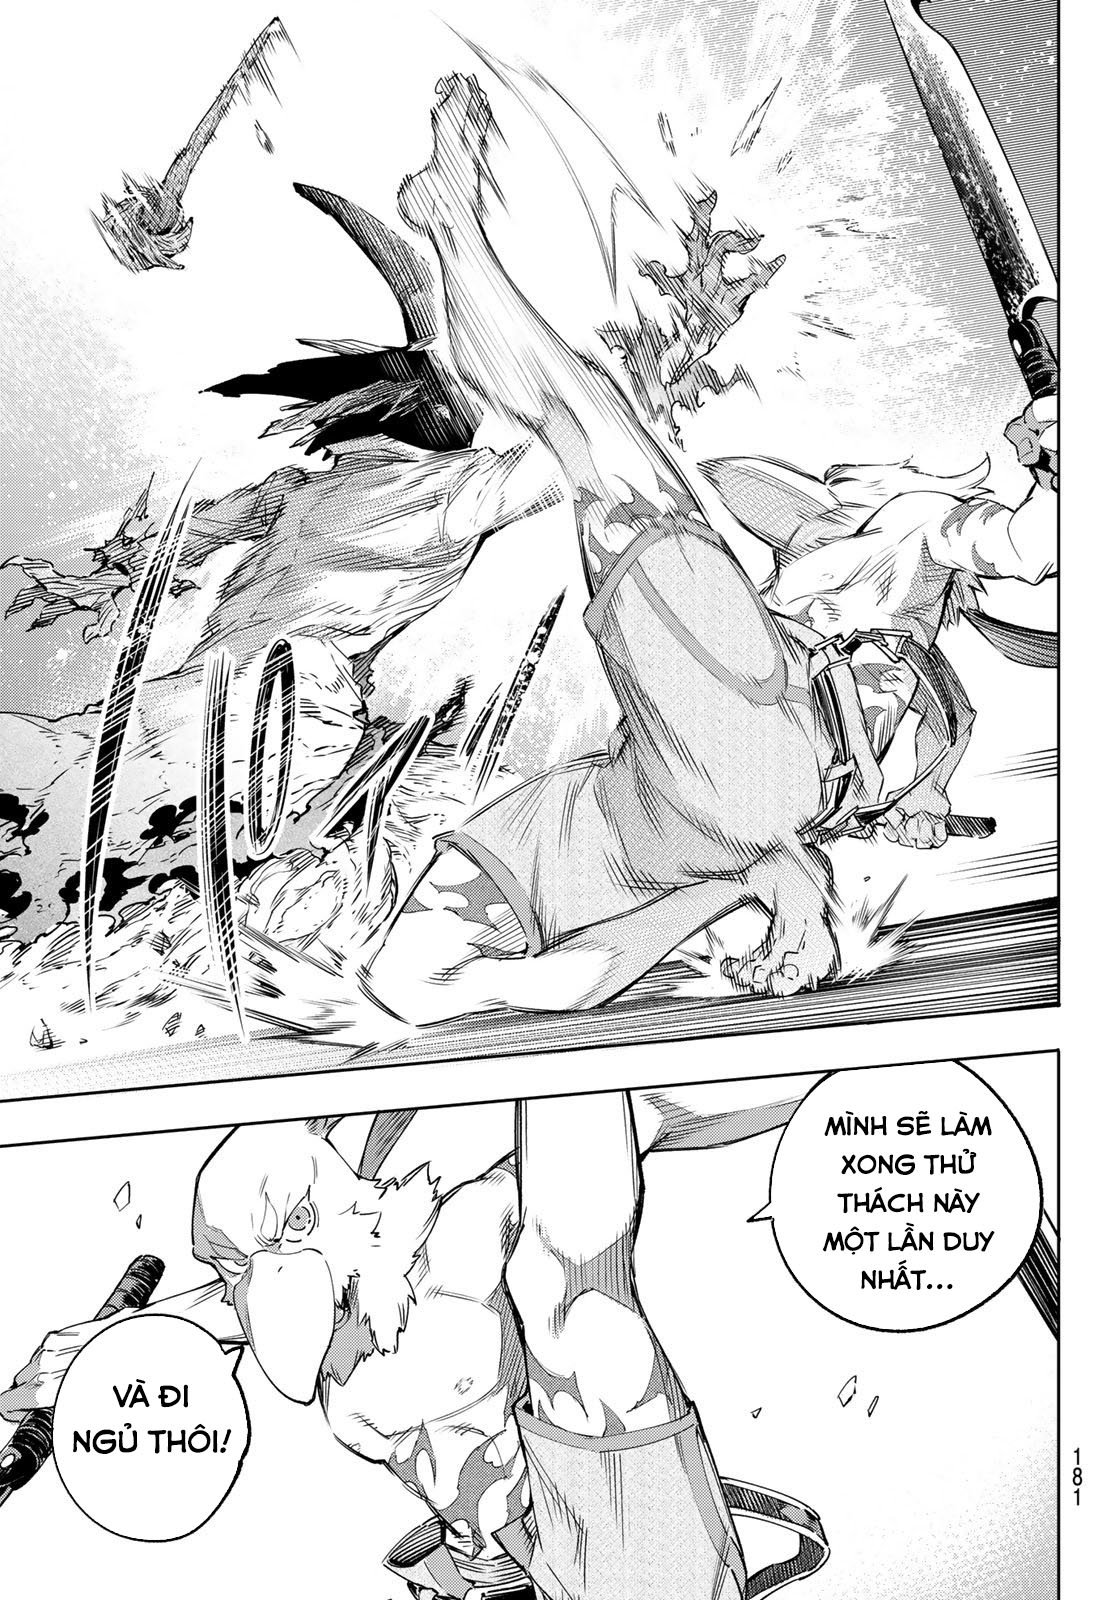 MÌNH SẼ LÀM
XONG THỬ
THÁCH NÀY
MỘT LẦN DUY
NHẤT...
VÀ ĐI
NGỦ THÔI!
181